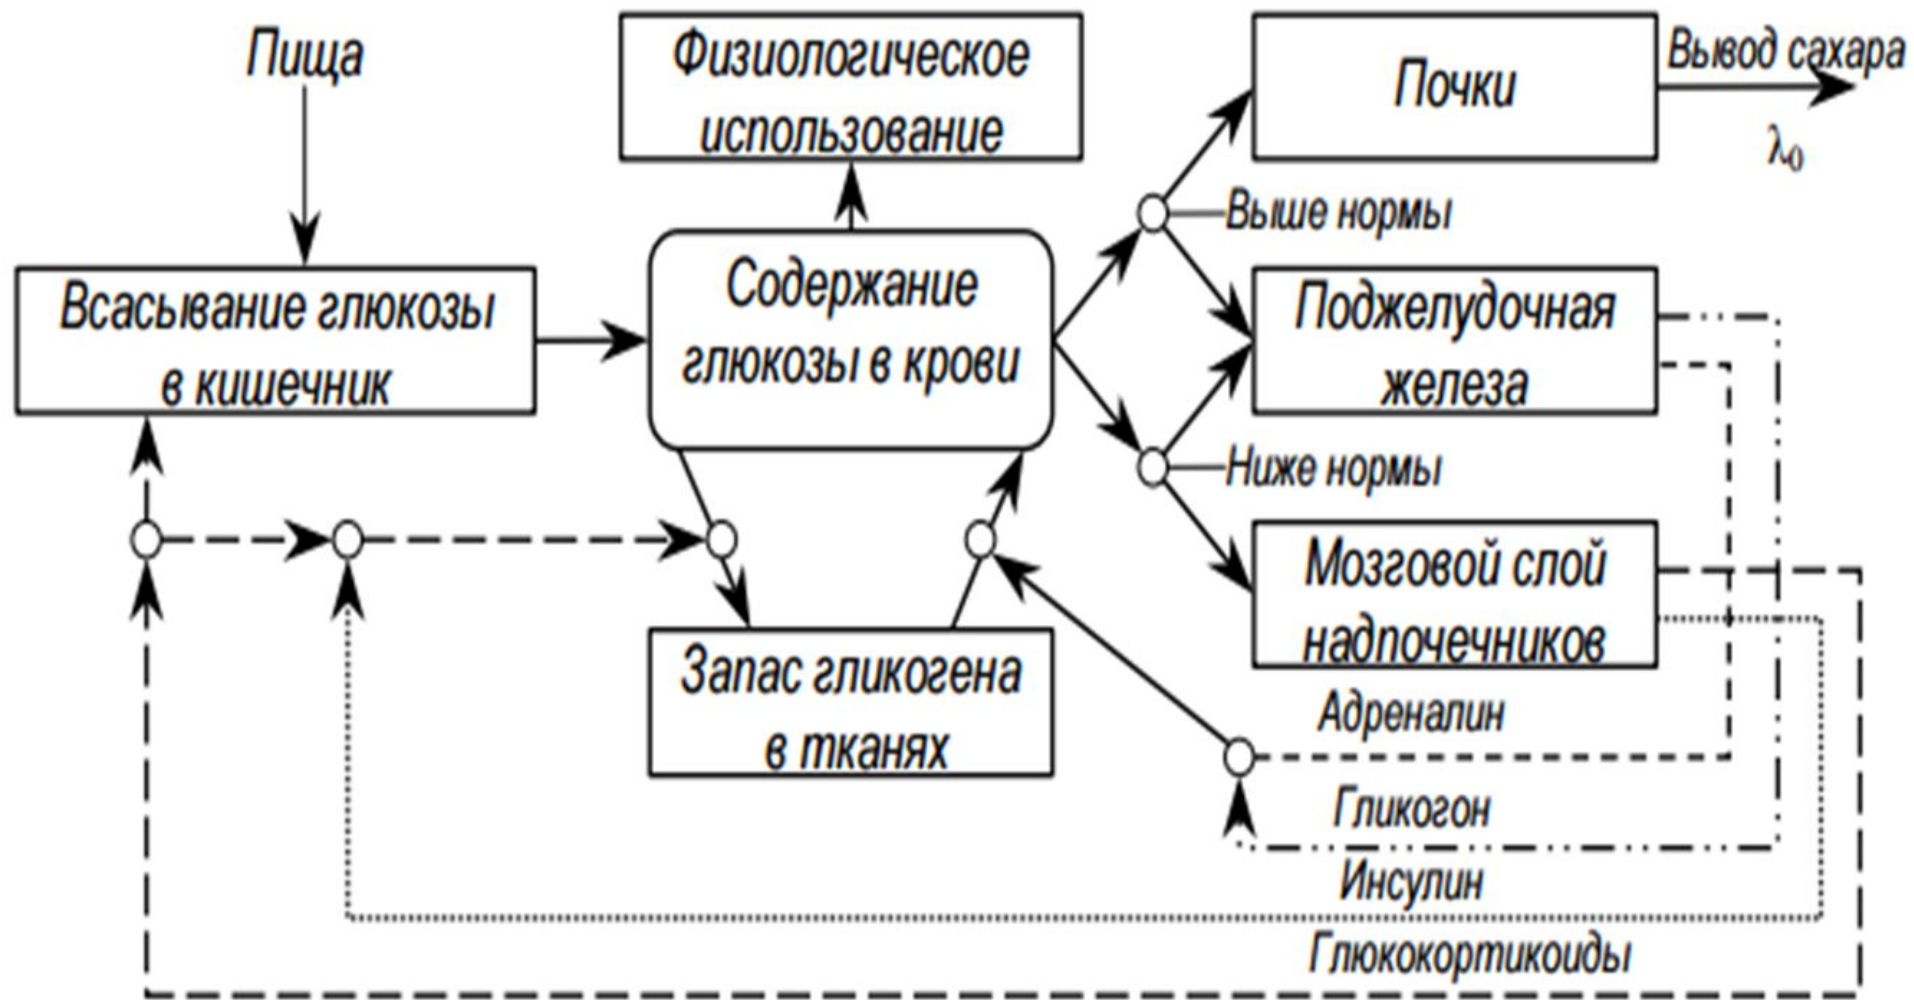 Пища
Физиологическое
использование
Почки
Вывод сахара
λ₀
Выше нормы
Всасывание глюкозы
в кишечник
Содержание
глюкозы в крови
Поджелудочная
железа
Ниже нормы
Запас гликогена
в тканях
Мозговой слой
надпочечников
Адреналин
Гликогон
Инсулин
Глюкокортикоиды